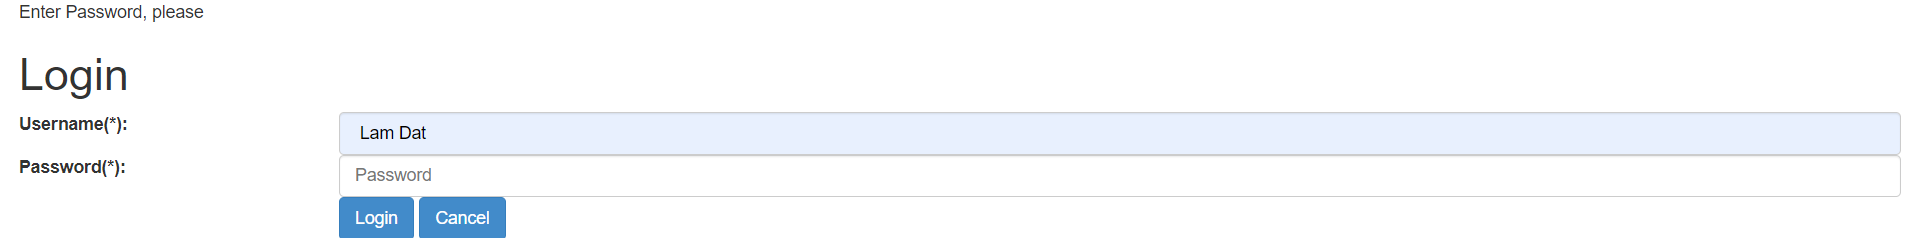 Enter Password, please
Login
Username(*):
Lam Dat
Password(*):
Password
Login Cancel